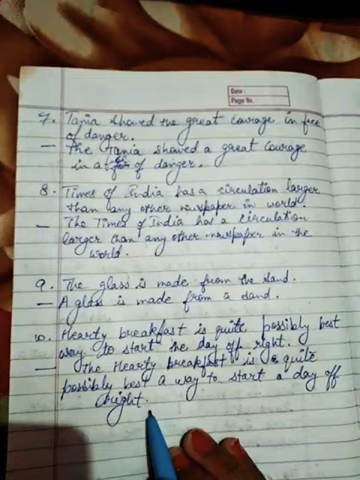 Date :
Page No.
7. Tania showed the great courage in free
of danger.
— The Tania showed a great courage
in a of danger.
8. Times of India has a circulation larger
than any other newspaper in world
— The Times of India has a circulation
larger than any other newspaper in the
world.
9. The glass is made from the sand.
— A glass is made from a sand.
10. Hearty breakfast is quite possibly best
way to start the day off right.
— The Hearty breakfast is a quite
possibly best a way to start a day off
right.